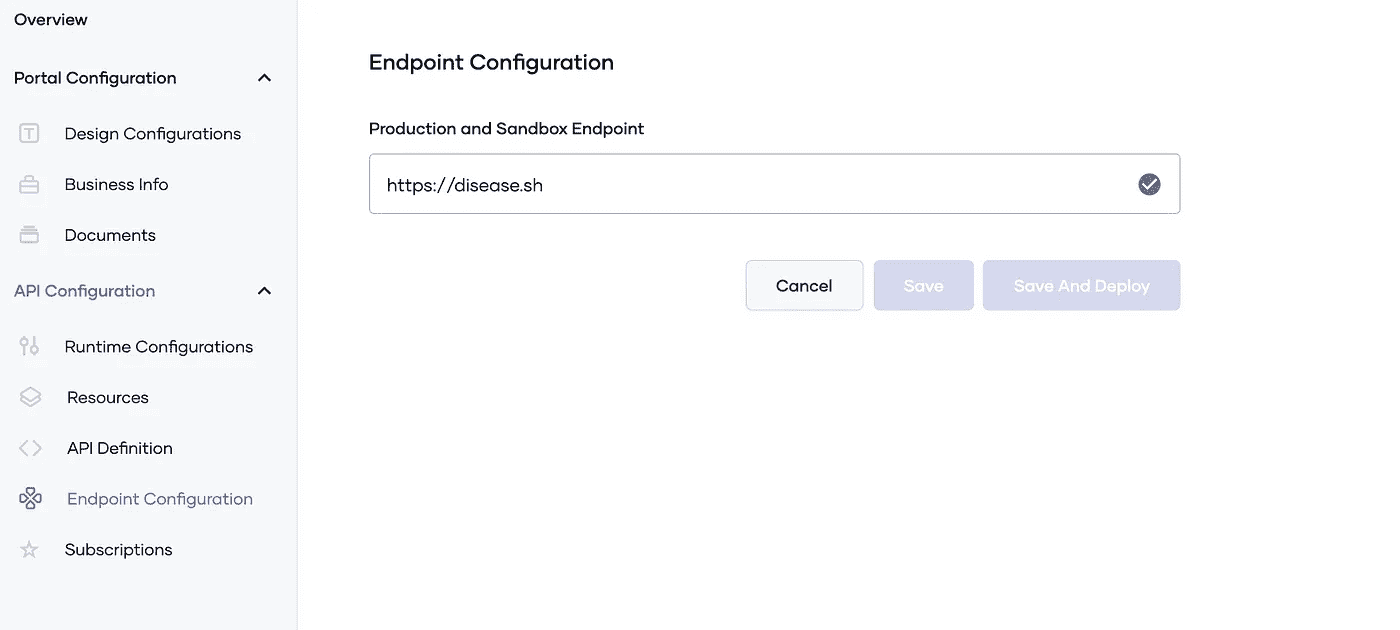 Overview
Portal Configuration
Design Configurations
Business Info
Documents
API Configuration
Runtime Configurations
Resources
API Definition
Endpoint Configuration
Subscriptions
Endpoint Configuration
Production and Sandbox Endpoint
https://disease.sh
Cancel
Save
Save And Deploy